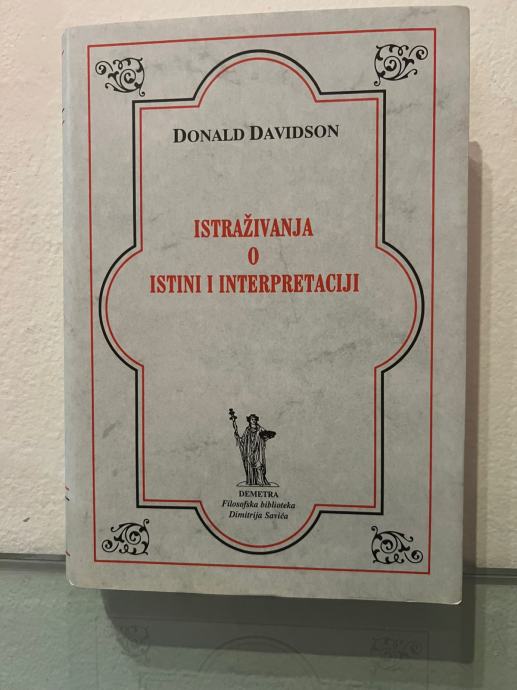 DONALD DAVIDSON
ISTRAŽIVANJA
O
ISTINI I INTERPRETACIJI
DEMETRA
Filosofska biblioteka
Dimitrija Savića